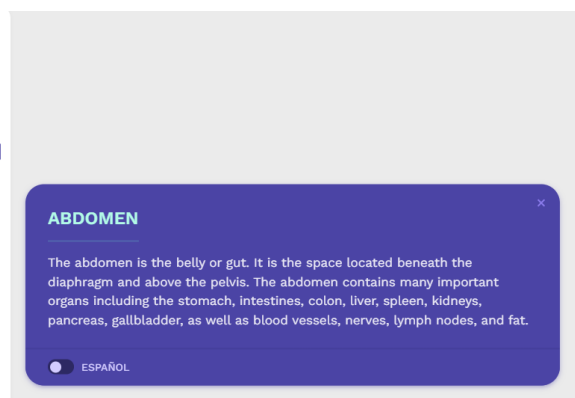 ABDOMEN
The abdomen is the belly or gut. It is the space located beneath the
diaphragm and above the pelvis. The abdomen contains many important
organs including the stomach, intestines, colon, liver, spleen, kidneys,
pancreas, gallbladder, as well as blood vessels, nerves, lymph nodes, and fat.
ESPAÑOL